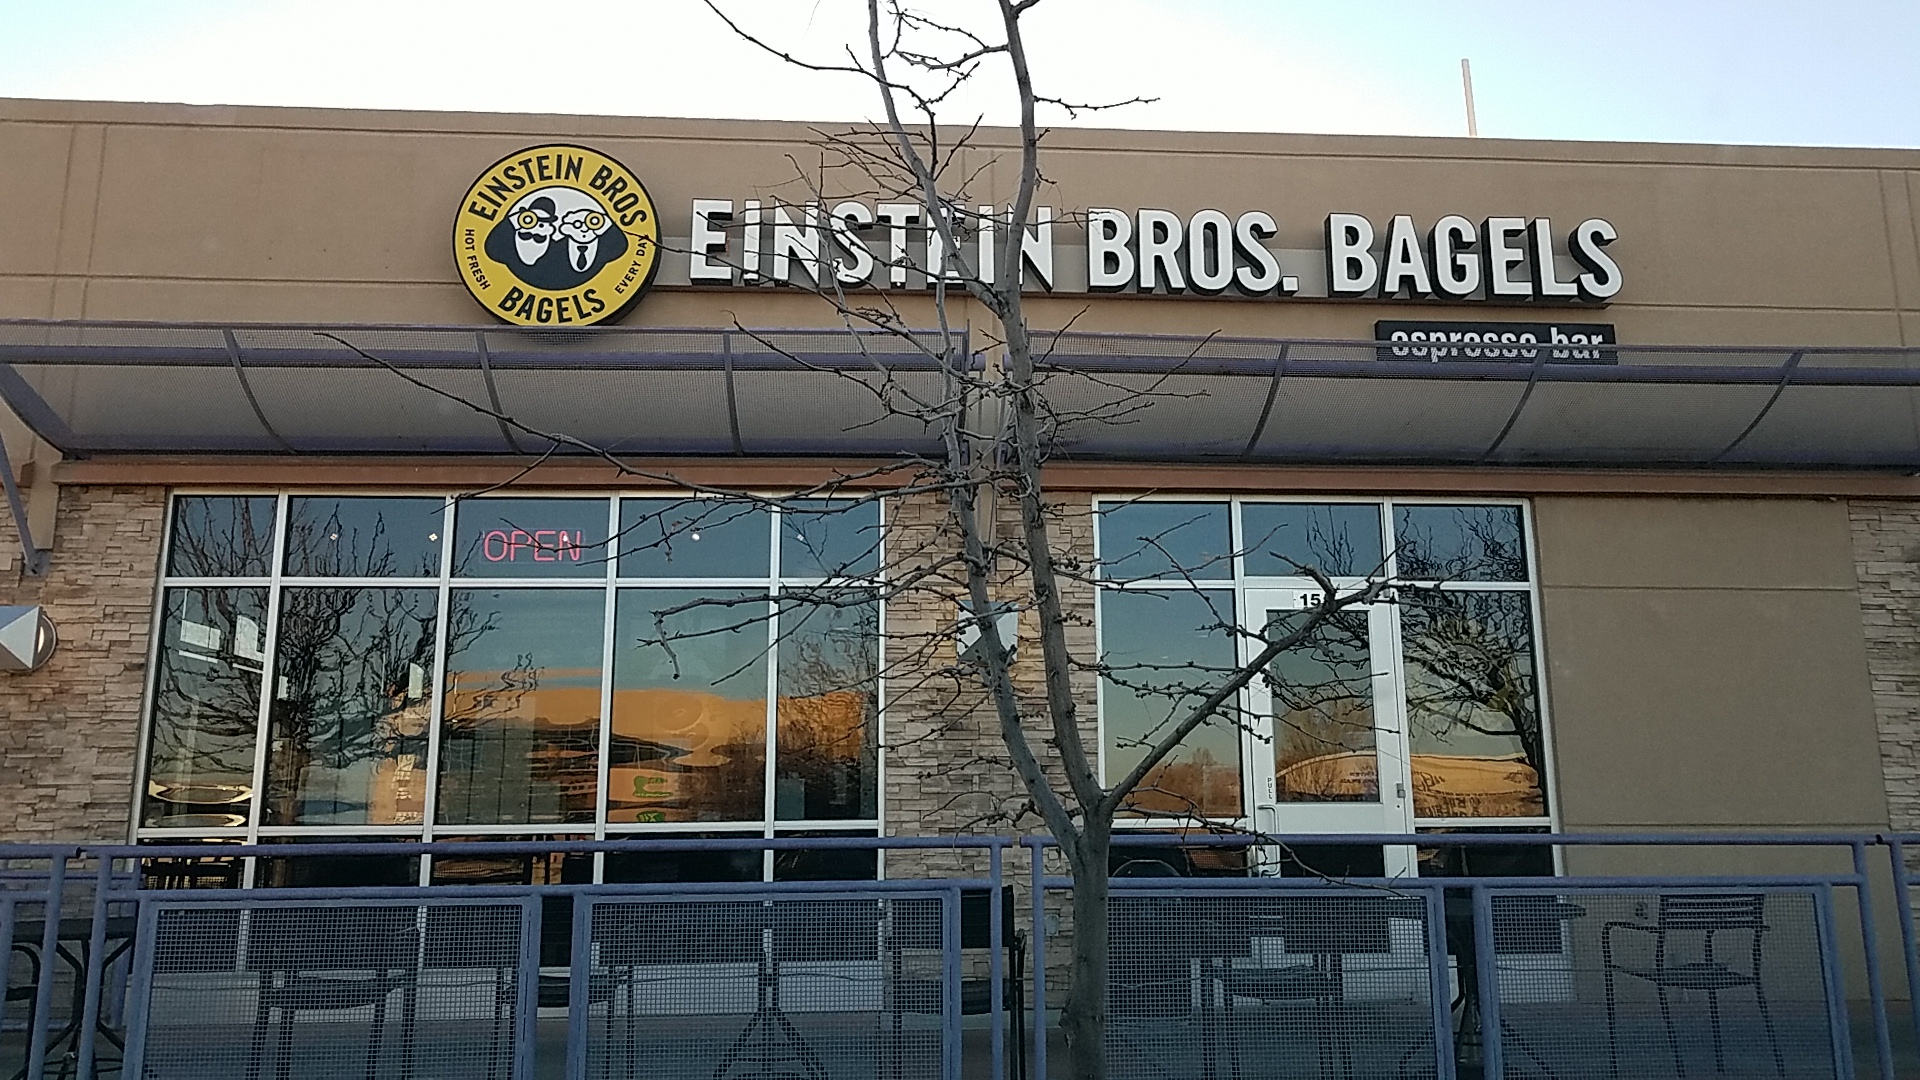 EINSTEIN BROS
HOT FRESH
EVERY DAY
BAGELS
EINSTEIN BROS. BAGELS
espresso bar
OPEN
PULL